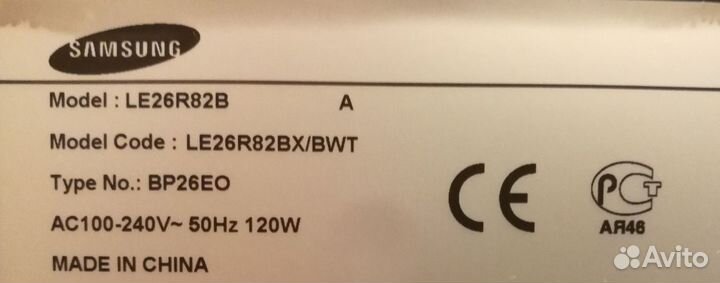 SAMSUNG
Model : LE26R82B A
Model Code : LE26R82BX/BWT
Type No.: BP26EO
AC100-240V~ 50Hz 120W
MADE IN CHINA
CE
РСТ
АЯ46
Avito